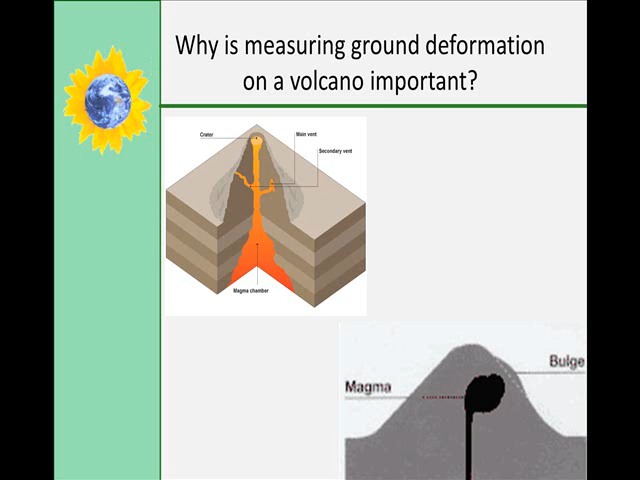 Why is measuring ground deformation
on a volcano important?
Crater
Main vent
Secondary vent
Magma chamber
Bulge
Magma